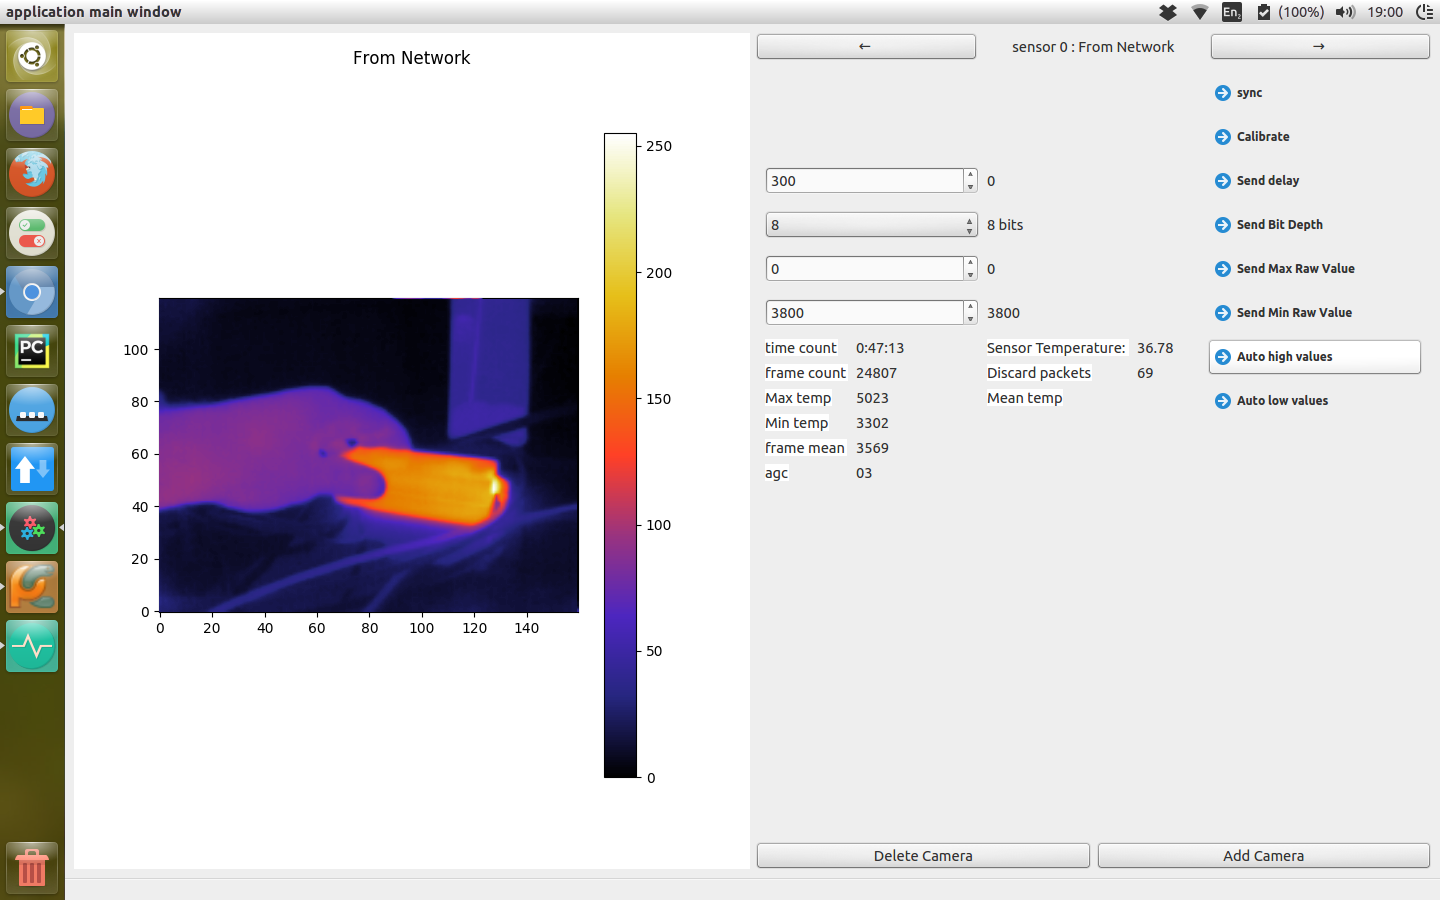 application main window
En2
(100%)
19:00
From Network
250
200
150
100
50
0
100
80
60
40
20
0
0 20 40 60 80 100 120 140
PC
←
sensor 0 : From Network
→
sync
Calibrate
300
0
Send delay
8
8 bits
Send Bit Depth
0
0
Send Max Raw Value
3800
3800
Send Min Raw Value
time count 0:47:13 Sensor Temperature: 36.78
Auto high values
frame count 24807 Discard packets 69
Max temp 5023 Mean temp
Auto low values
Min temp 3302
frame mean 3569
agc 03
Delete Camera
Add Camera